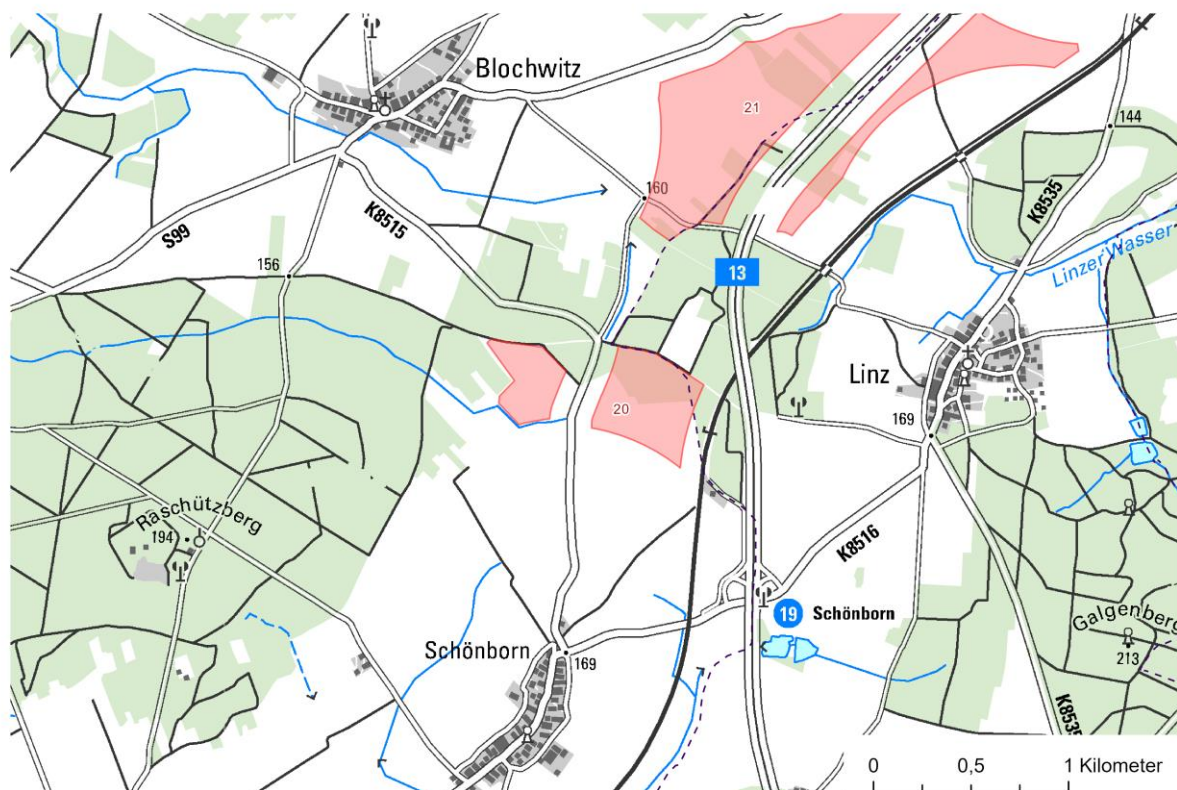 Blochwitz
21
144
160
K8535
S99
K8515
Linzer Wasser
156
13
Linz
20
169
Raschützberg
194
K8516
19 Schönborn
Galgenberg
Schönborn
169
213
K8535
0 0,5 1 Kilometer